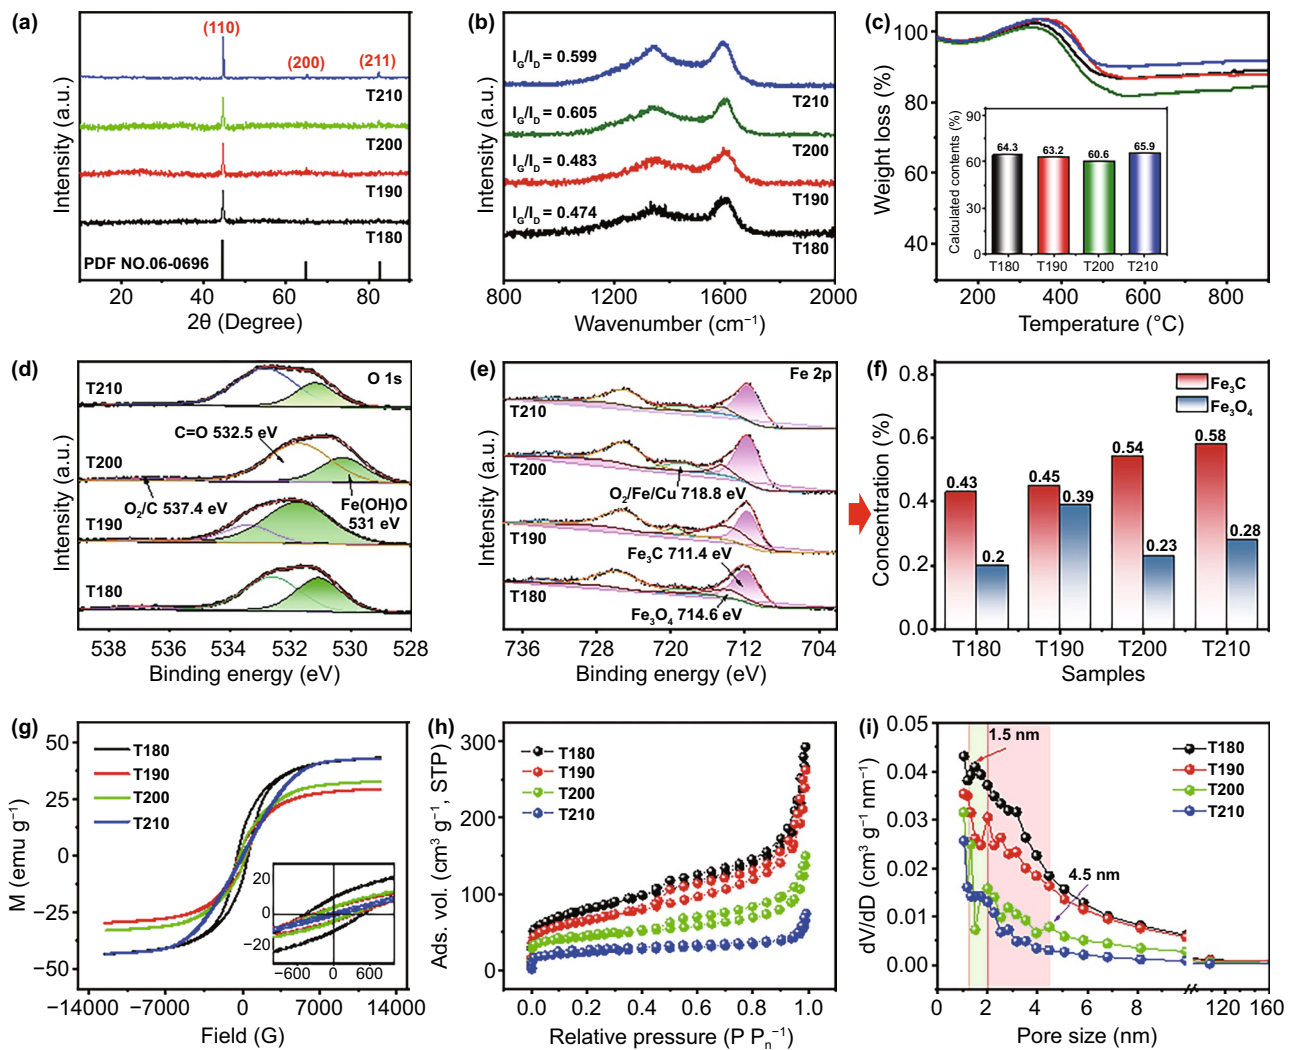 (a)
(110)
(200)
(211)
T210
T200
T190
T180
PDF NO.06-0696
Intensity (a.u.)
20
40
60
80
2θ (Degree)
(b)
I_G/I_D = 0.599
T210
I_G/I_D = 0.605
T200
I_G/I_D = 0.483
T190
I_G/I_D = 0.474
T180
Intensity (a.u.)
800
1200
1600
2000
Wavenumber (cm⁻¹)
(c)
100
80
60
40
Weight loss (%)
90
60
30
0
Calculated contents (%)
64.3
63.2
60.6
65.9
T180
T190
T200
T210
200
400
600
800
Temperature (°C)
(d)
O 1s
T210
C=O 532.5 eV
T200
O₂/C 537.4 eV
Fe(OH)O
531 eV
T190
T180
Intensity (a.u.)
538
536
533
532
530
528
Binding energy (eV)
(e)
Fe 2p
T210
T200
O₂/Fe/Cu 718.8 eV
T190
Fe₃C 711.4 eV
T180
Fe₃O₄ 714.6 eV
Intensity (a.u.)
736
728
720
712
704
Binding energy (eV)
(f)
Fe₃C
Fe₃O₄
0.8
0.6
0.4
0.2
0.0
Concentration (%)
0.43
0.2
0.45
0.39
0.54
0.23
0.58
0.28
T180
T190
T200
T210
Samples
(g)
T180
T190
T200
T210
50
25
0
−25
−50
M (emu g⁻¹)
20
0
−20
−600
0
600
−14000
−7000
0
7000
14000
Field (G)
(h)
T180
T190
T200
T210
300
200
100
0
Ads. vol. (cm³ g⁻¹, STP)
0.0
0.2
0.4
0.6
0.8
1.0
Relative pressure (P Pₙ⁻¹)
(i)
1.5 nm
T180
T190
T200
T210
4.5 nm
0.05
0.04
0.03
0.02
0.01
0.00
dV/dD (cm³ g⁻¹ nm⁻¹)
0
2
4
6
8
10
120
160
Pore size (nm)